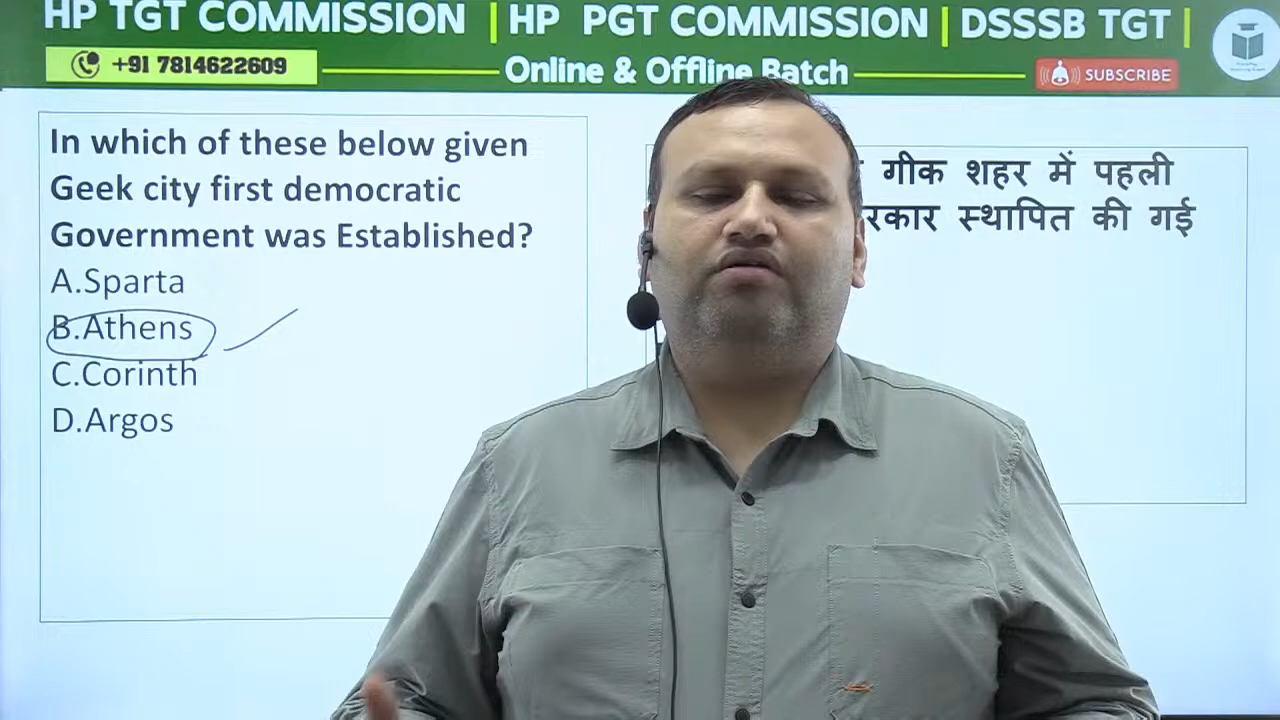 HP TGT COMMISSION | HP PGT COMMISSION | DSSSB TGT |
+91 7814622609
Online & Offline Batch
SUBSCRIBE
In which of these below given
Geek city first democratic
Government was Established?
A.Sparta
B.Athens
C.Corinth
D.Argos
गीक शहर में पहली
स्थापित की गई